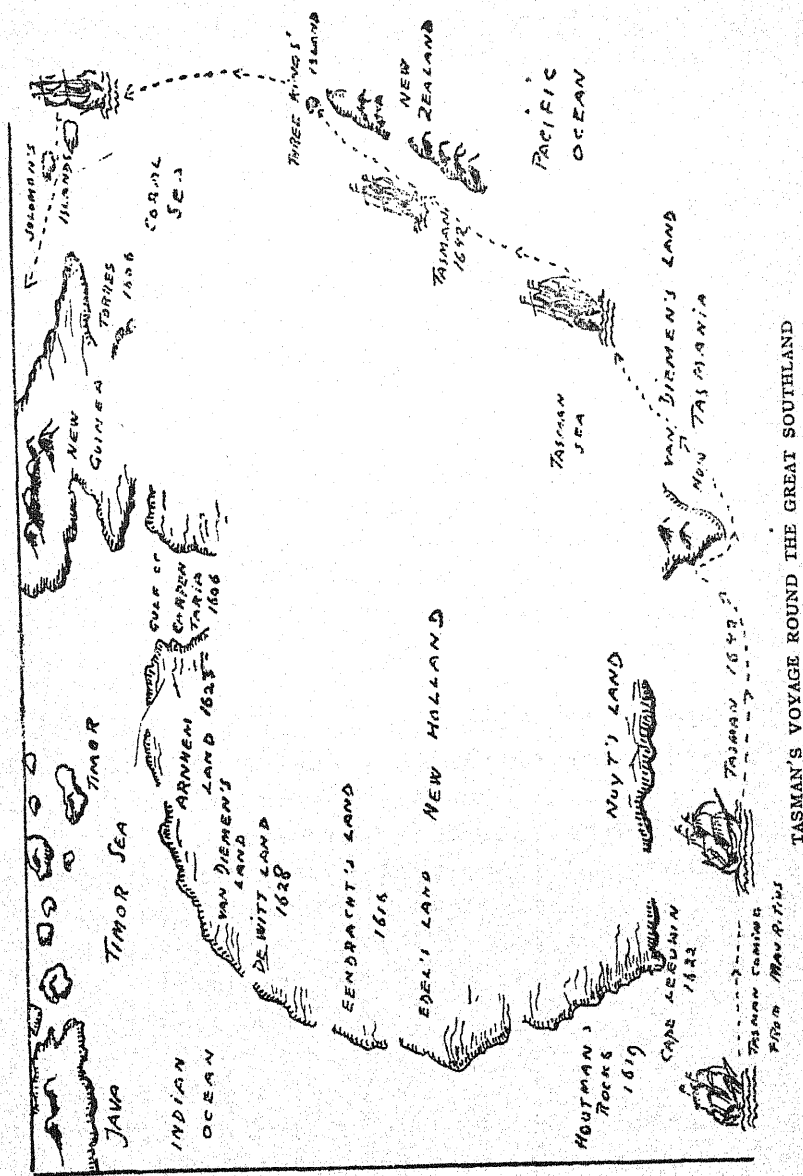 SOLOMON'S
ISLANDS
CORAL
SEA
TORRES
1606
NEW
GUINEA
THREE KINGS'
ISLAND
NEW
ZEALAND
PACIFIC
OCEAN
TASMAN
1642
TASMAN
SEA
VAN DIEMEN'S LAND
NOW TASMANIA
GULF OF
CARPEN
TARIA
1606
TIMOR
TIMOR SEA
JAVA
INDIAN
OCEAN
ARNHEM
LAND 1623
VAN DIEMEN'S
LAND
DEWITT LAND
1628
EENDRACHT'S LAND
1616
EDEL'S LAND
NEW HOLLAND
NUYT'S LAND
HOUTMAN'S
ROCKS
1619
CAPE LEEUWIN
1622
TASMAN 1642
TASMAN COMING
FROM MAURITIUS
TASMAN'S VOYAGE ROUND THE GREAT SOUTHLAND